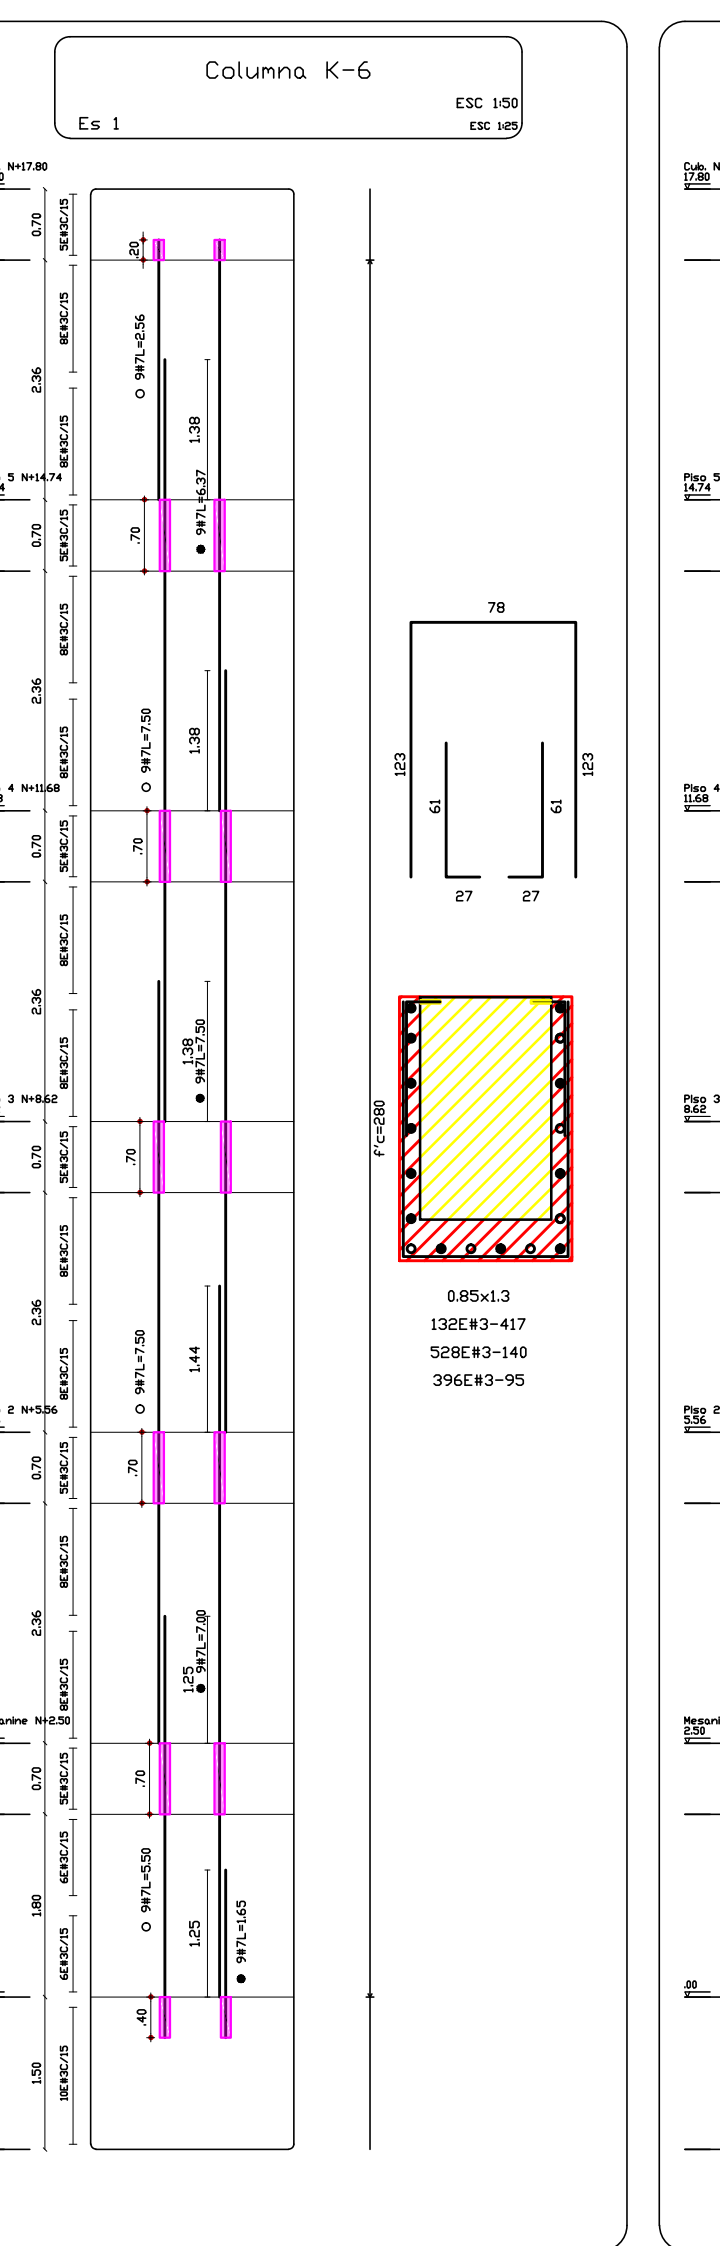 Columna K-6
ESC 1:50
Es 1
ESC 1:25
N+17.80
0
0.70
5E#3C/15
.20
8E#3C/15
9#7L=2.56
2.36
1.38
8E#3C/15
5 N+14.74
4
9#7L=6.37
0.70
5E#3C/15
.70
8E#3C/15
2.36
9#7L=7.50
1.38
8E#3C/15
4 N+11.68
8
0.70
5E#3C/15
.70
8E#3C/15
2.36
1.38
9#7L=7.50
8E#3C/15
3 N+8.62
0.70
5E#3C/15
.70
8E#3C/15
2.36
9#7L=7.50
1.44
8E#3C/15
2 N+5.56
0.70
5E#3C/15
.70
8E#3C/15
2.36
1.25
9#7L=7.00
8E#3C/15
anine N+2.50
0.70
5E#3C/15
.70
6E#3C/15
9#7L=5.50
1.80
1.25
9#7L=1.65
6E#3C/15
.40
1.50
10E#3C/15
78
123
123
61
61
27
27
f'c=280
0.85x1.3
132E#3-417
528E#3-140
396E#3-95
Cub. N
17.80
Piso 5
14.74
Piso 4
11.68
Piso 3
8.62
Piso 2
5.56
Mesani
2.50
.00